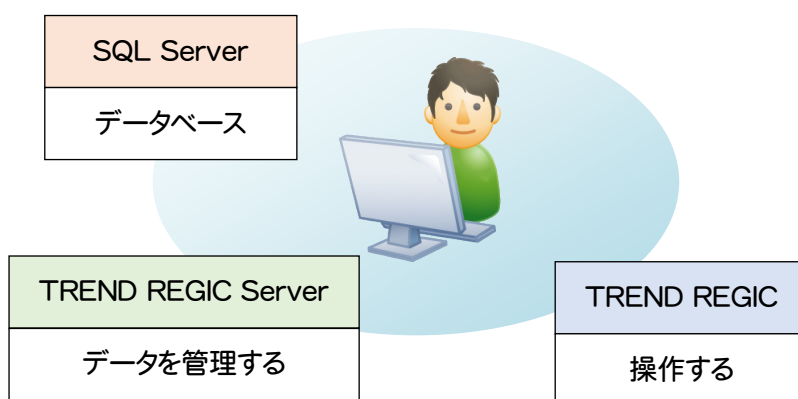 SQL Server
データベース
TREND REGIC Server
データを管理する
TREND REGIC
操作する